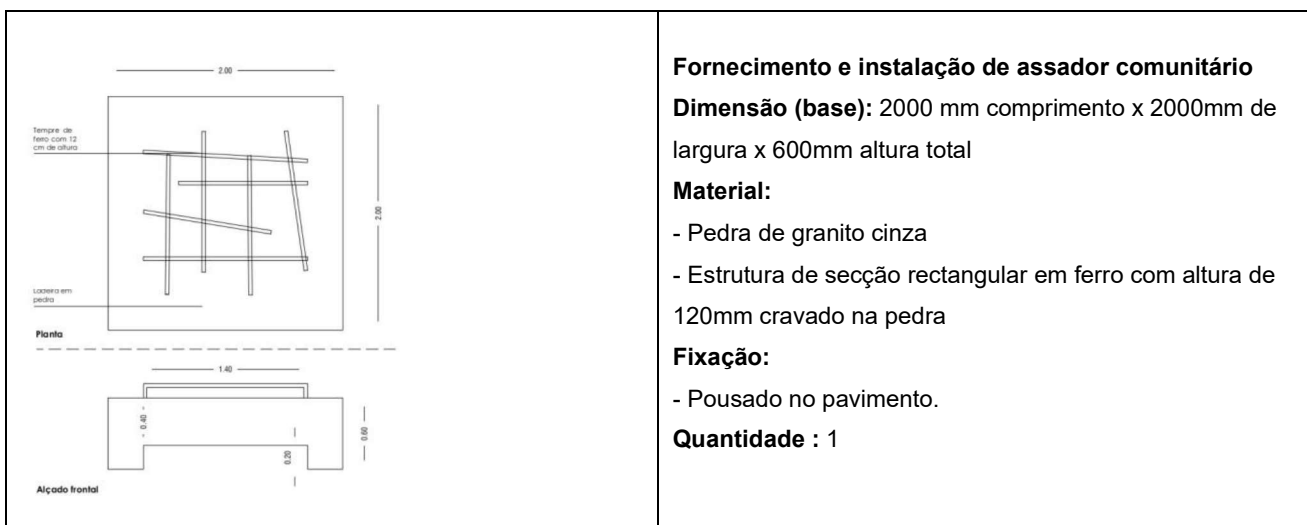 2.00
Tempre de
ferro com 12
cm de altura
2.00
Ladeira em
pedra
Planta
1.40
0.40
0.60
0.20
Alçado frontal
Fornecimento e instalação de assador comunitário
Dimensão (base): 2000 mm comprimento x 2000mm de
largura x 600mm altura total
Material:
- Pedra de granito cinza
- Estrutura de secção rectangular em ferro com altura de
120mm cravado na pedra
Fixação:
- Pousado no pavimento.
Quantidade : 1